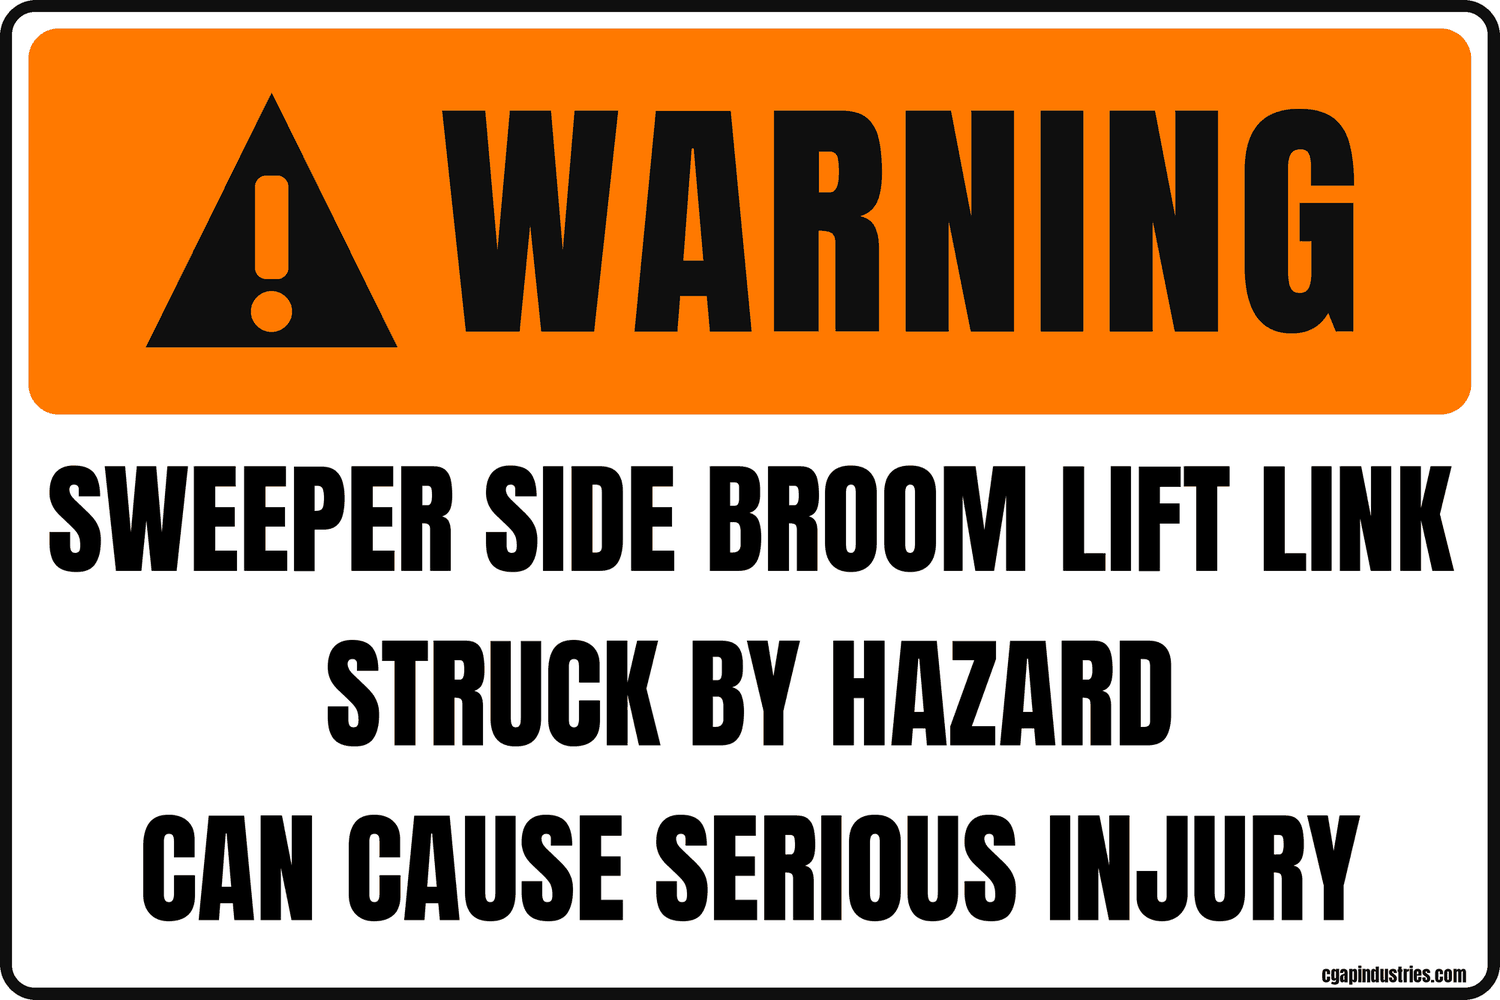 WARNING
SWEEPER SIDE BROOM LIFT LINK
STRUCK BY HAZARD
CAN CAUSE SERIOUS INJURY
cgapindustries.com